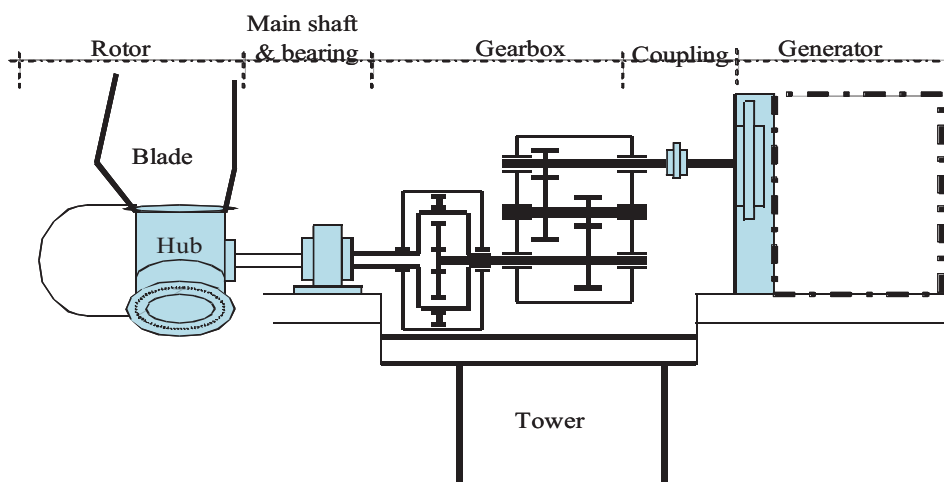 Main shaft
Rotor & bearing Gearbox Coupling Generator
Blade
Hub
Tower